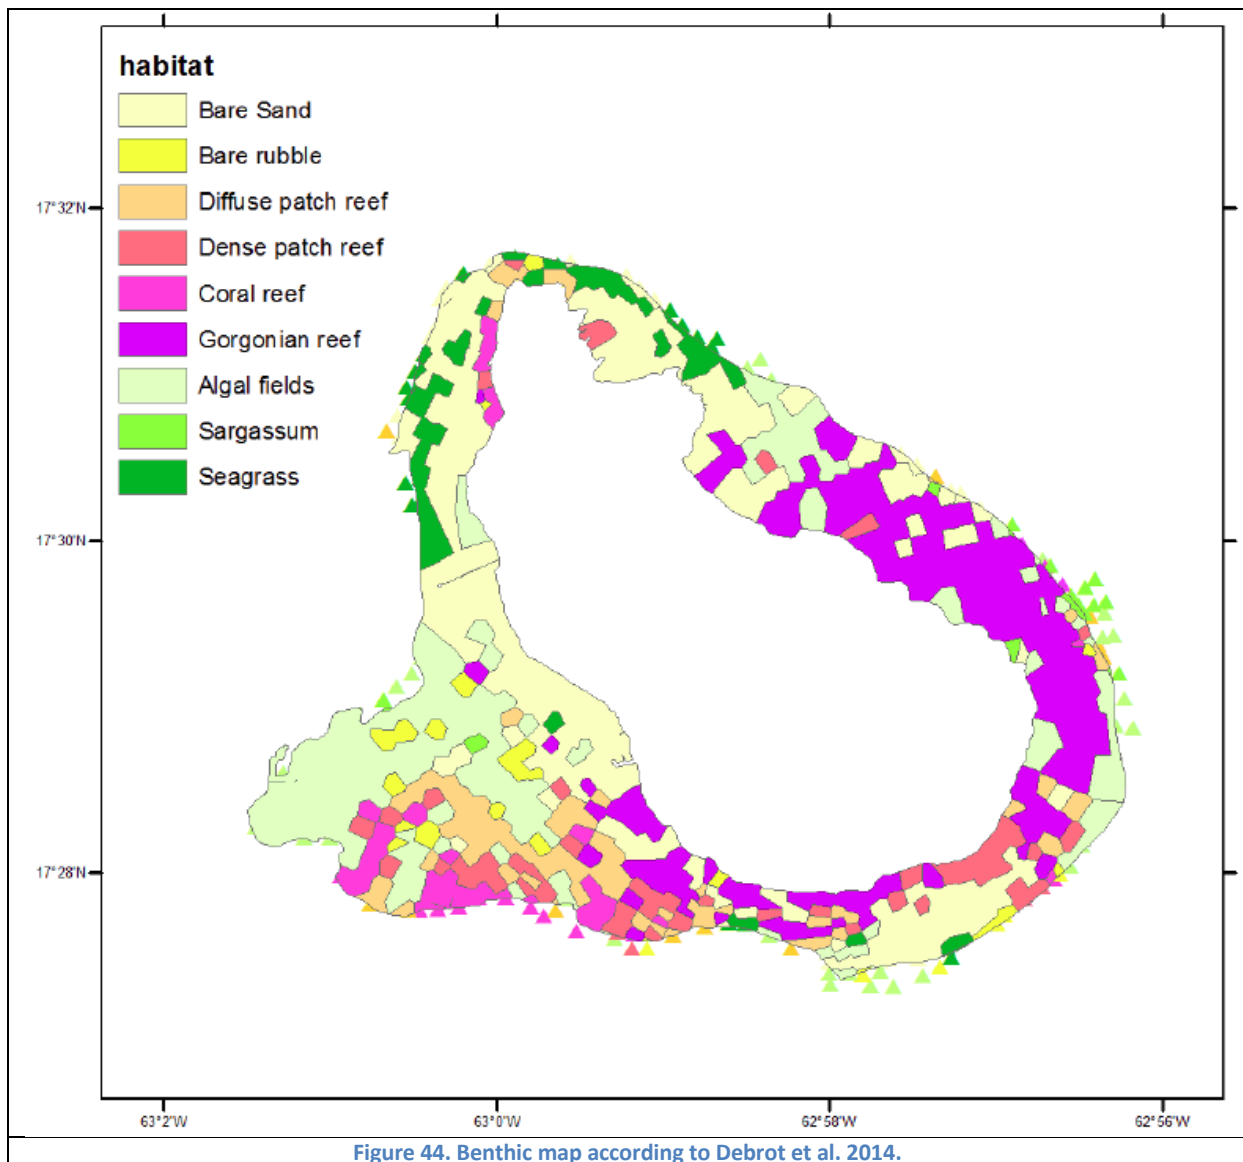 habitat
Bare Sand
Bare rubble
Diffuse patch reef
Dense patch reef
Coral reef
Gorgonian reef
Algal fields
Sargassum
Seagrass
17°32'N
17°30'N
17°28'N
63°2'W
63°0'W
62°58'W
62°56'W
Figure 44. Benthic map according to Debrot et al. 2014.